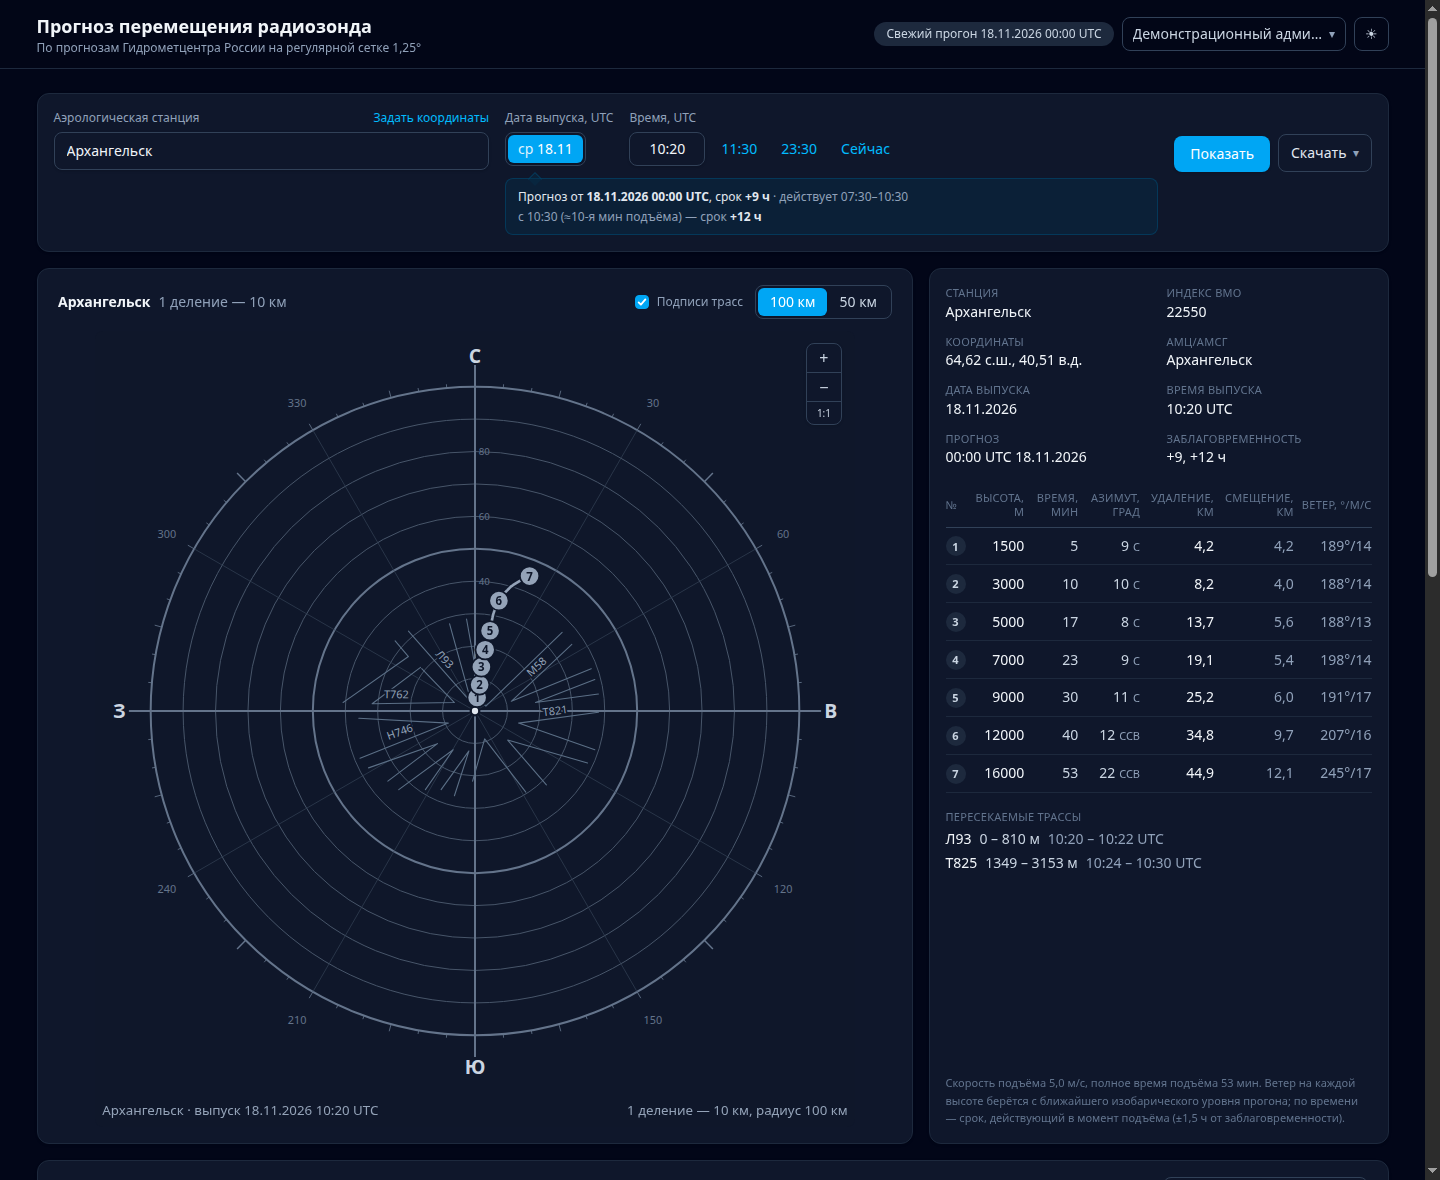 Прогноз перемещения радиозонда
По прогнозам Гидрометцентра России на регулярной сетке 1,25°
Свежий прогон 18.11.2026 00:00 UTC
Демонстрационный адми... ▾
☀
Аэрологическая станция
Задать координаты
Дата выпуска, UTC
Время, UTC
Архангельск
ср 18.11
10:20
11:30
23:30
Сейчас
Показать
Скачать ▾
Прогноз от 18.11.2026 00:00 UTC, срок +9 ч · действует 07:30–10:30
с 10:30 (≈10-я мин подъёма) — срок +12 ч
Архангельск 1 деление — 10 км
Подписи трасс
100 км
50 км
+
−
1:1
С
330
30
80
300
60
60
40
7
6
5
4
3
2
1
Л93
М58
Т762
Т821
Н746
З
В
240
120
210
150
Ю
Архангельск · выпуск 18.11.2026 10:20 UTC
1 деление — 10 км, радиус 100 км
СТАНЦИЯ
ИНДЕКС ВМО
Архангельск
22550
КООРДИНАТЫ
АМЦ/АМСГ
64,62 с.ш., 40,51 в.д.
Архангельск
ДАТА ВЫПУСКА
ВРЕМЯ ВЫПУСКА
18.11.2026
10:20 UTC
ПРОГНОЗ
ЗАБЛАГОВРЕМЕННОСТЬ
00:00 UTC 18.11.2026
+9, +12 ч
№ ВЫСОТА, М ВРЕМЯ, МИН АЗИМУТ, ГРАД УДАЛЕНИЕ, КМ СМЕЩЕНИЕ, КМ ВЕТЕР, °/М/С
1 1500 5 9 С 4,2 4,2 189°/14
2 3000 10 10 С 8,2 4,0 188°/14
3 5000 17 8 С 13,7 5,6 188°/13
4 7000 23 9 С 19,1 5,4 198°/14
5 9000 30 11 С 25,2 6,0 191°/17
6 12000 40 12 ССВ 34,8 9,7 207°/16
7 16000 53 22 ССВ 44,9 12,1 245°/17
ПЕРЕСЕКАЕМЫЕ ТРАССЫ
Л93 0 – 810 м 10:20 – 10:22 UTC
Т825 1349 – 3153 м 10:24 – 10:30 UTC
Скорость подъёма 5,0 м/с, полное время подъёма 53 мин. Ветер на каждой
высоте берётся с ближайшего изобарического уровня прогона; по времени
— срок, действующий в момент подъёма (±1,5 ч от заблаговременности).